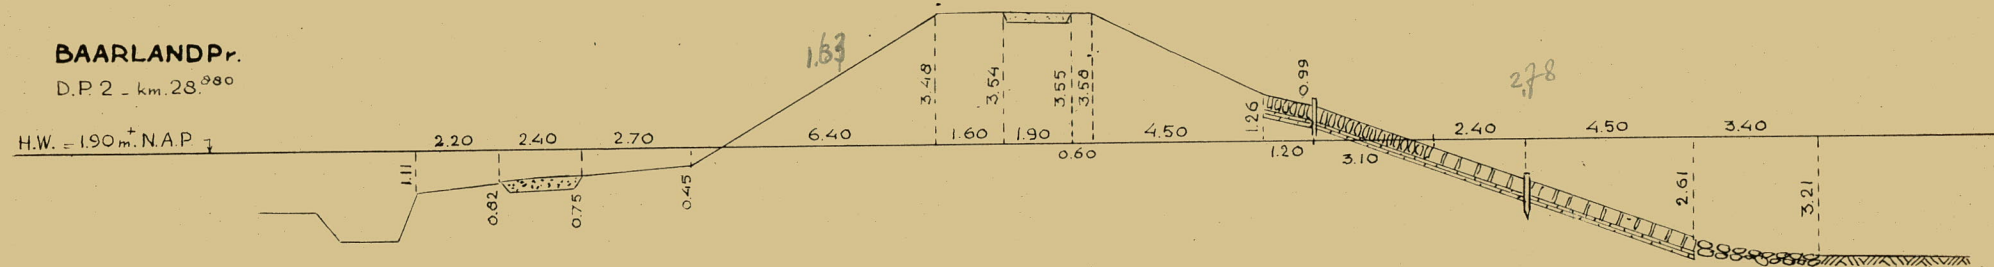 BAARLANDPr.
D.P. 2 - km. 28.⁹⁸⁰
H.W. = 1.90 m⁺. N.A.P.
2.20 2.40 2.70 6.40 1.60 1.90 0.60 4.50 1.20 3.10 2.40 4.50 3.40
1.11 0.82 0.75 0.45 3.48 3.54 3.55 3.58 1.26 0.99 2.61 3.21
2,78